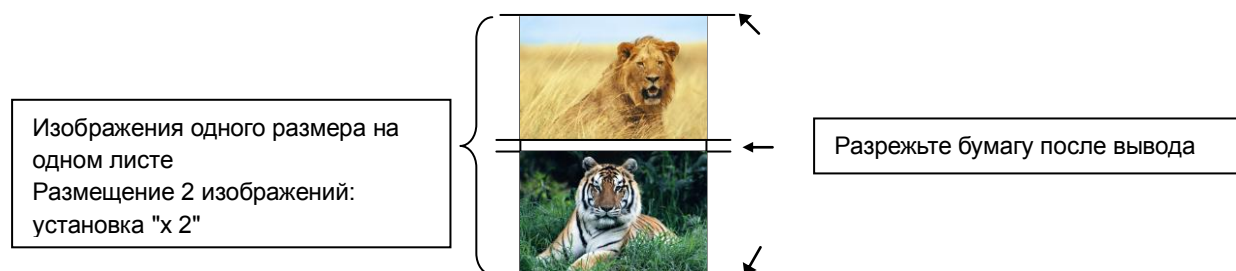 Изображения одного размера на
одном листе
Размещение 2 изображений:
установка "x 2"
Разрежьте бумагу после вывода